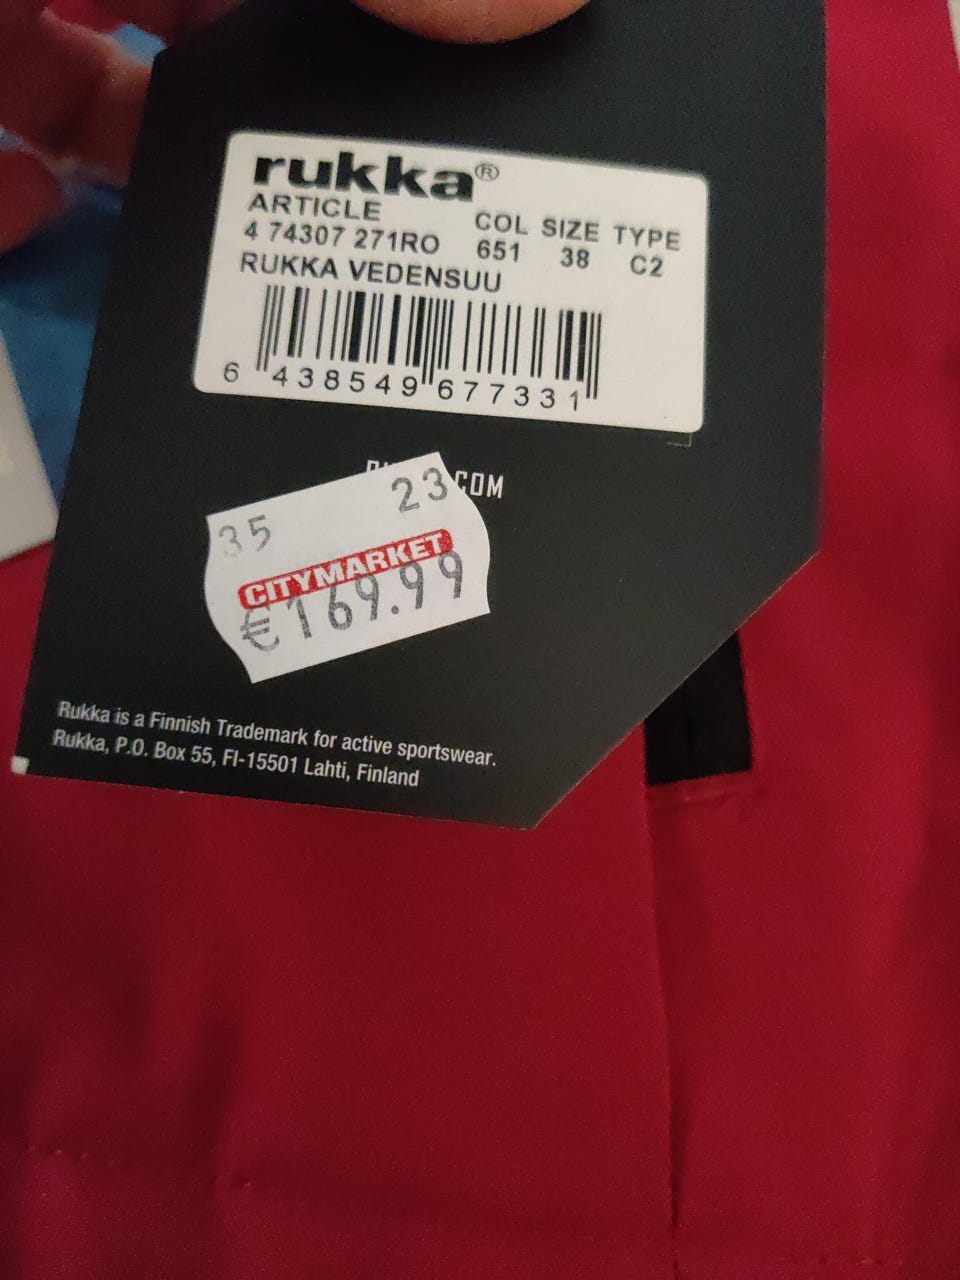 rukka®
ARTICLE COL SIZE TYPE
4 74307 271RO 651 38 C2
RUKKA VEDENSUU
6 438549 677331
.COM
35 23
CITYMARKET
€169.99
Rukka is a Finnish Trademark for active sportswear.
Rukka, P.O. Box 55, FI-15501 Lahti, Finland